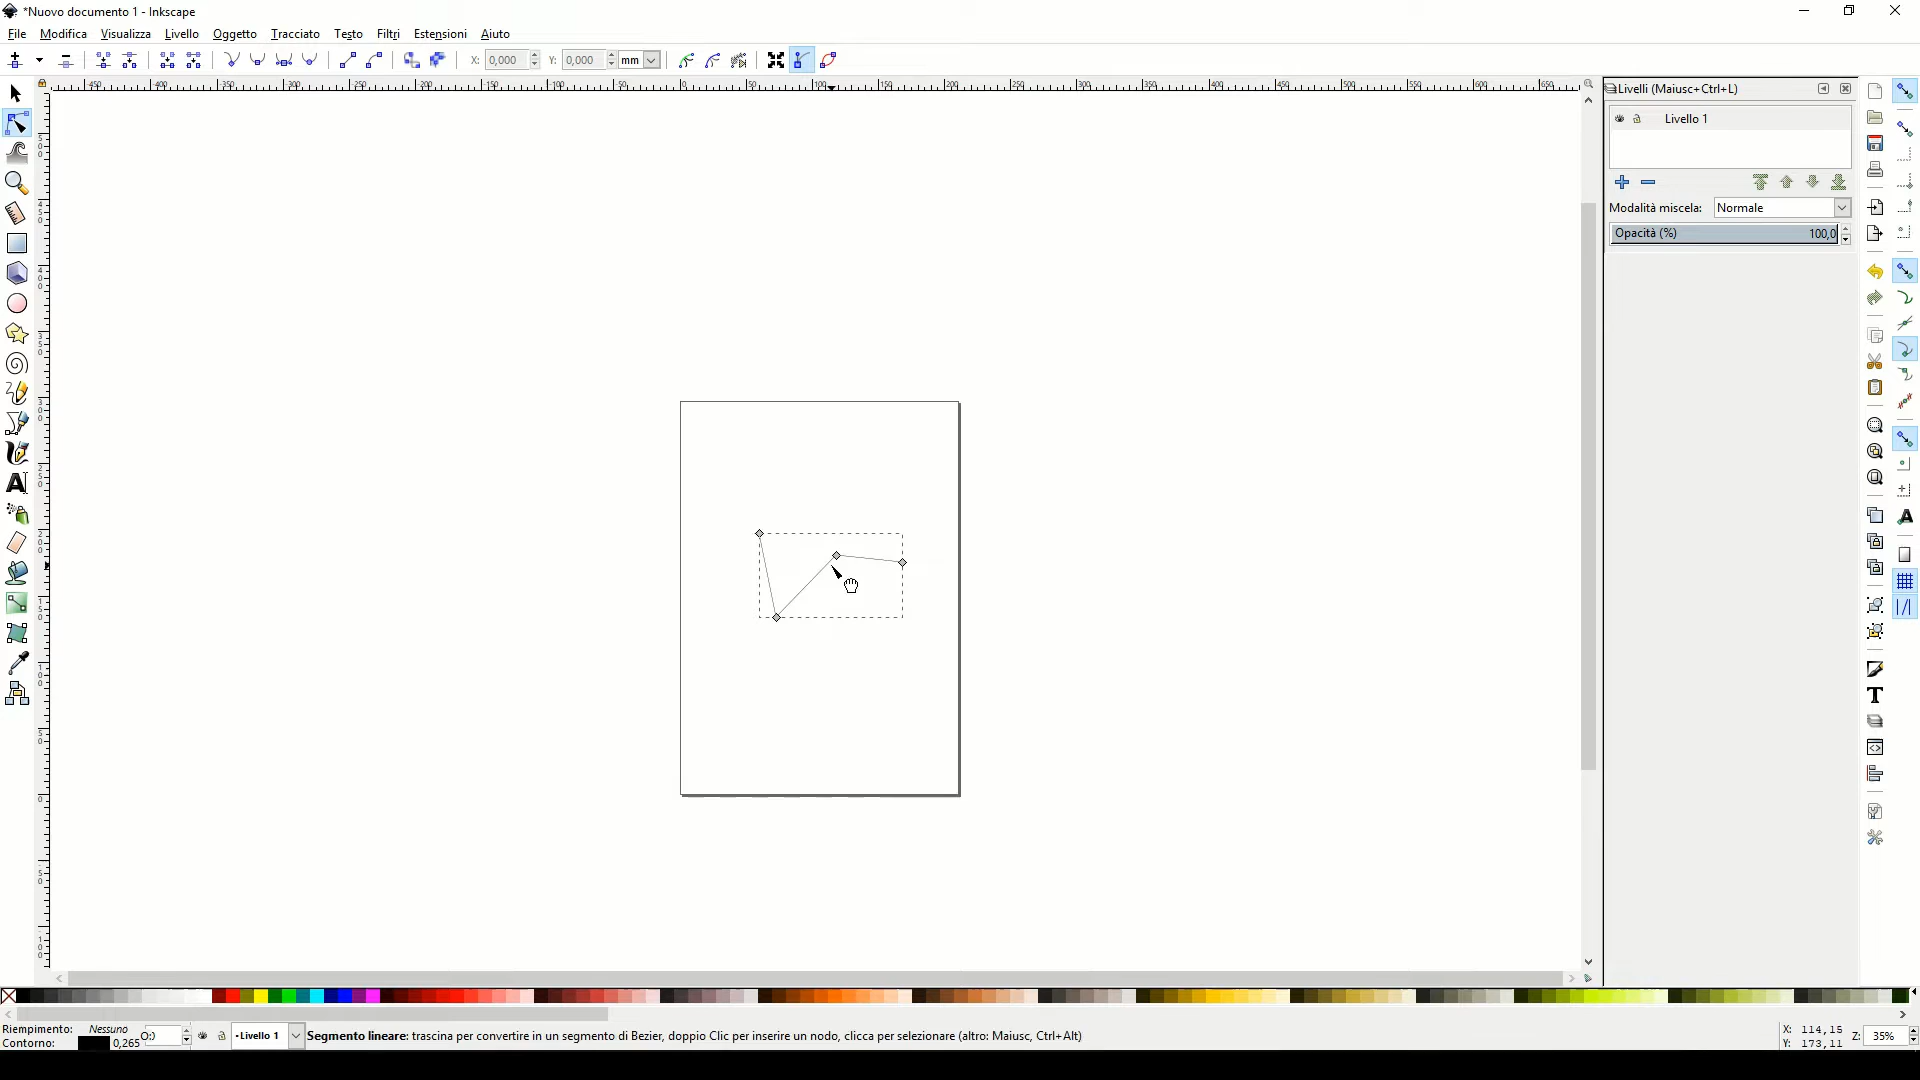 *Nuovo documento 1 - Inkscape
File Modifica Visualizza Livello Oggetto Tracciato Testo Filtri Estensioni Aiuto
X: 0,000 Y: 0,000 mm
Livelli (Maiusc+Ctrl+L)
Livello 1
Modalità miscela: Normale
Opacità (%) 100,0
Riempimento: Nessuno
Contorno: 0,265
O:)
•Livello 1
Segmento lineare: trascina per convertire in un segmento di Bezier, doppio Clic per inserire un nodo, clicca per selezionare (altro: Maiusc, Ctrl+Alt)
X: 114,15
Y: 173,11
Z: 35%